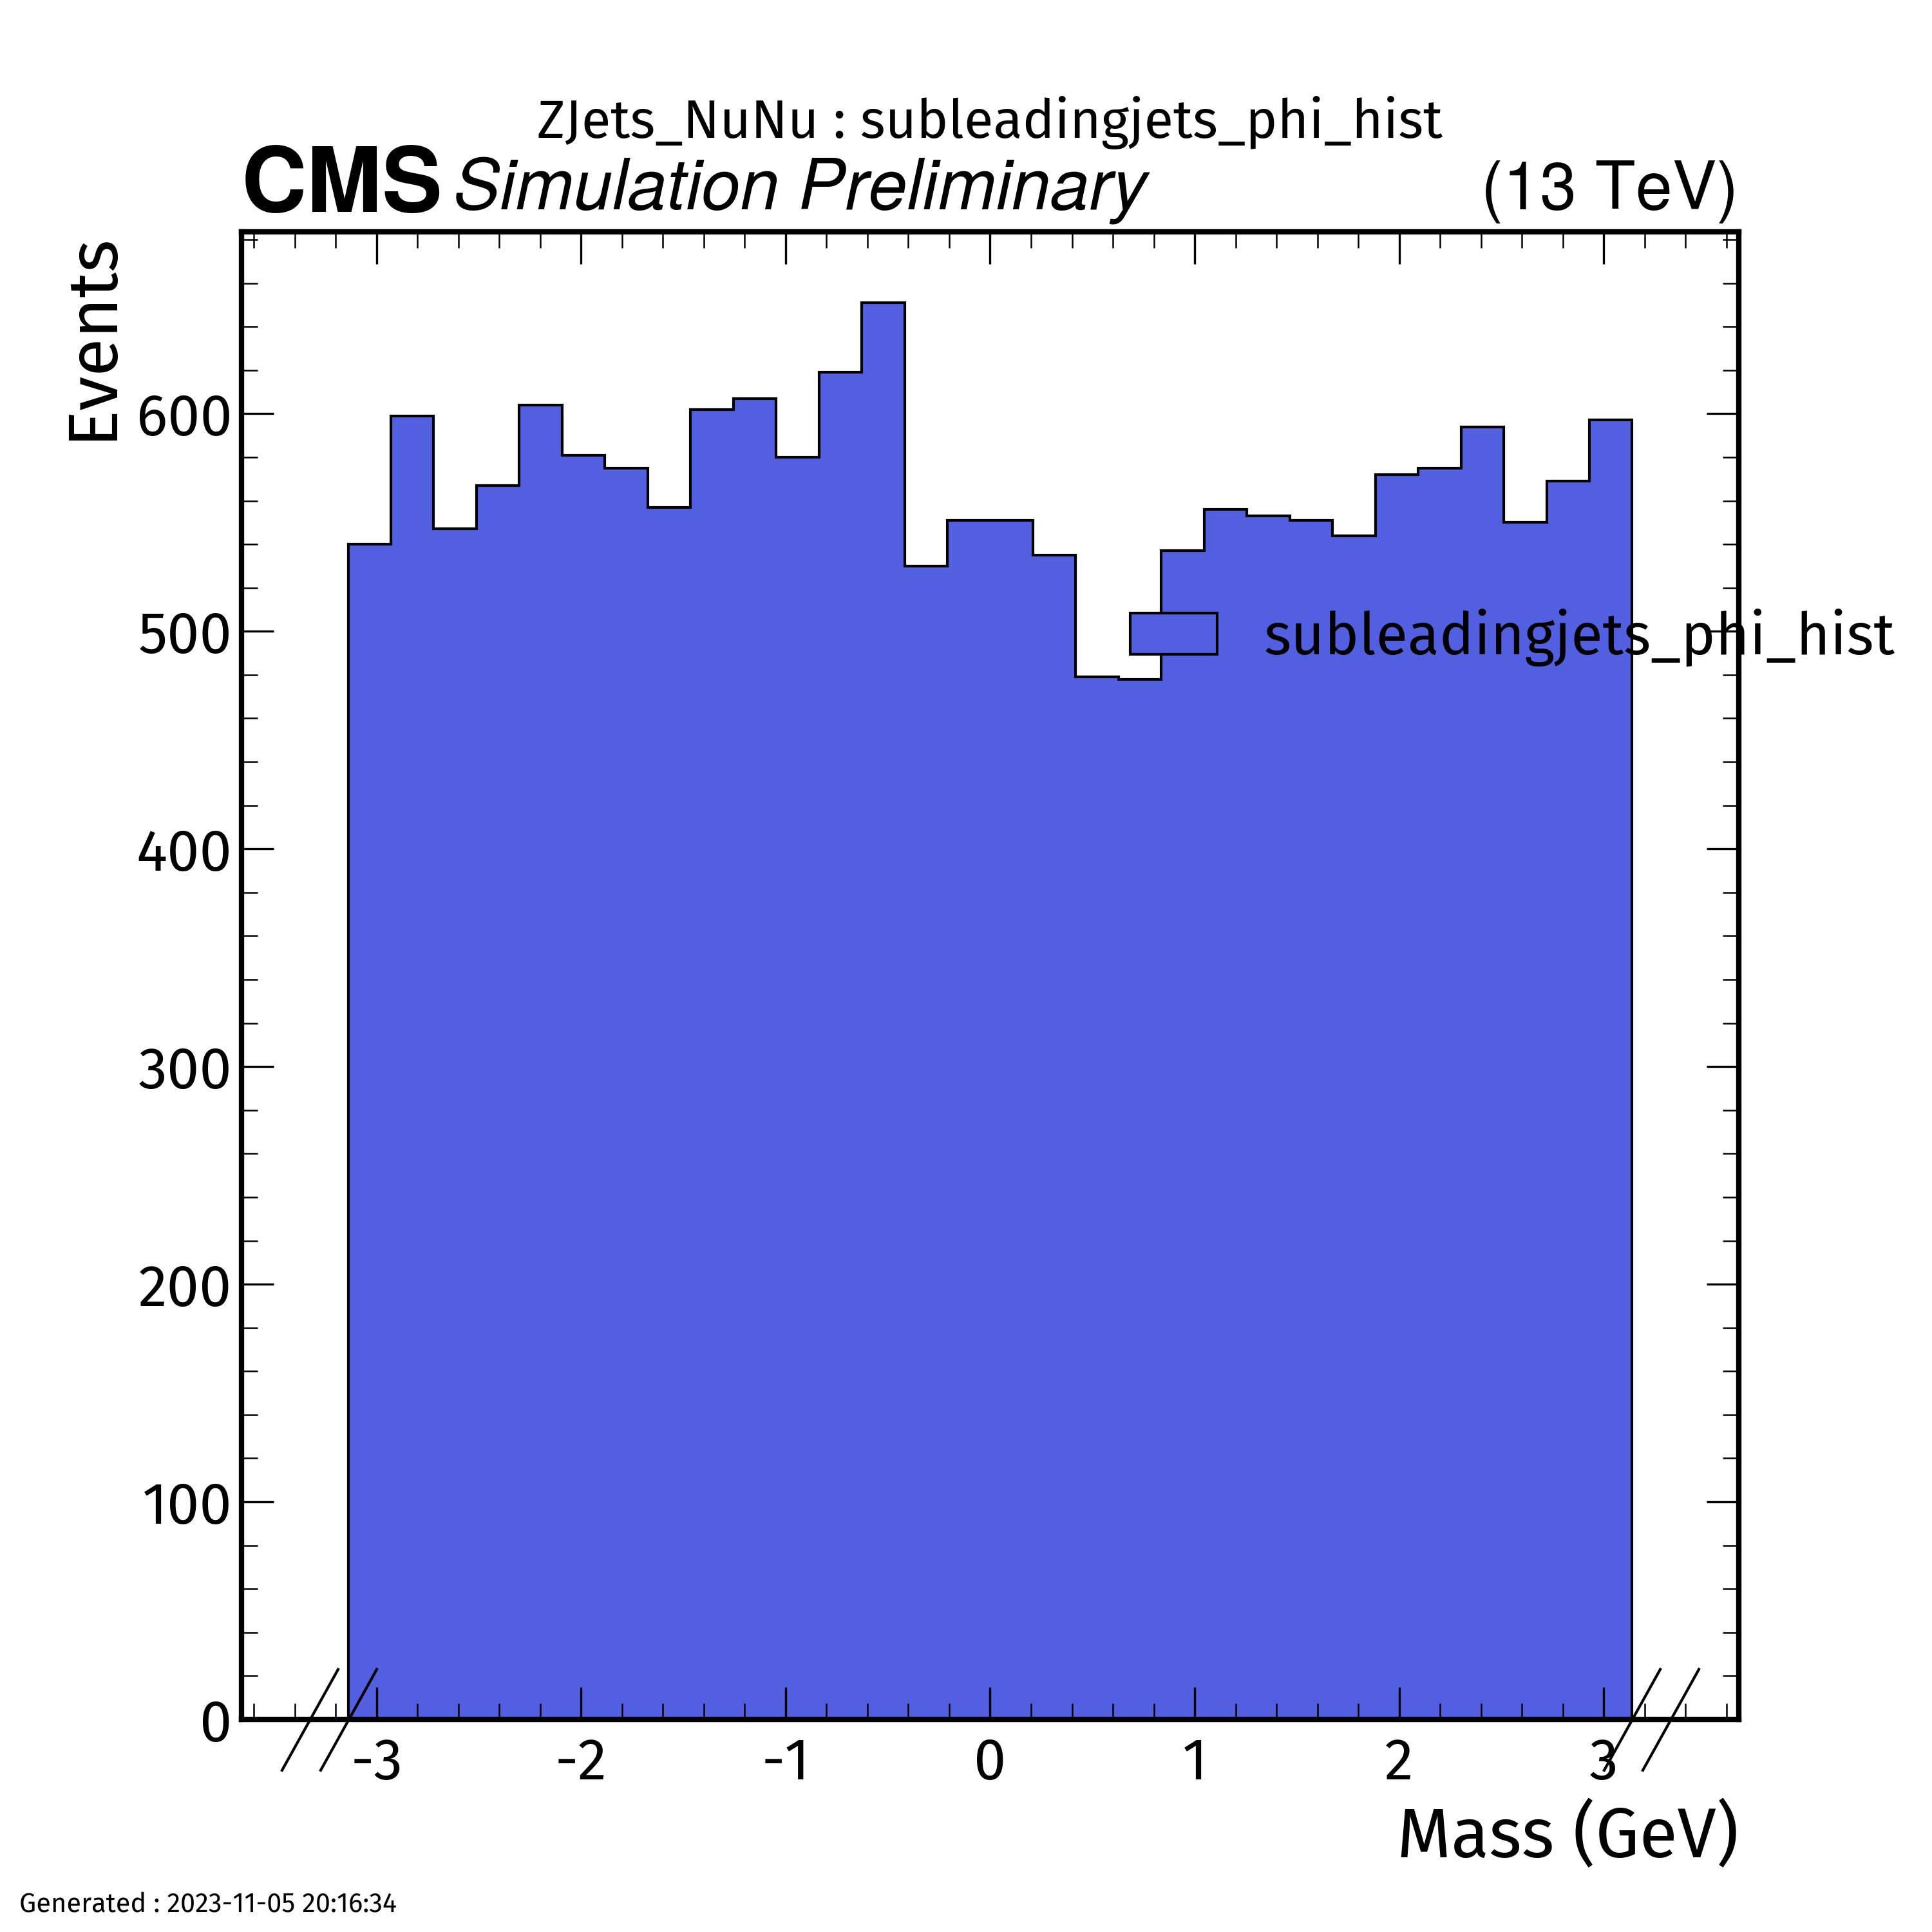 ZJets_NuNu : subleadingjets_phi_hist
CMS Simulation Preliminary (13 TeV)
Events
600
500
400
300
200
100
0
subleadingjets_phi_hist
-3 -2 -1 0 1 2 3
Mass (GeV)
Generated : 2023-11-05 20:16:34